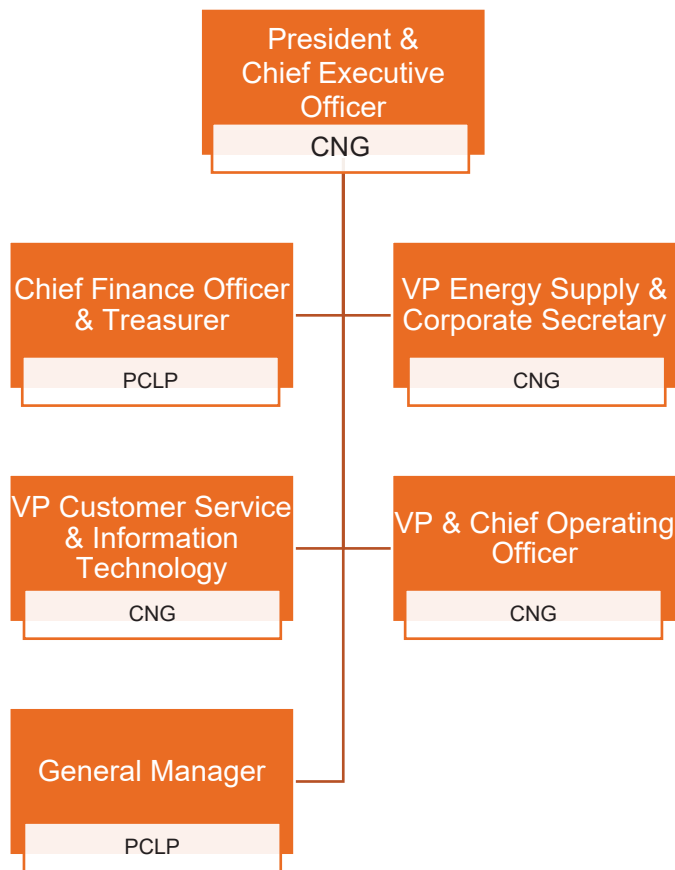 President &
Chief Executive
Officer
CNG
Chief Finance Officer
& Treasurer
PCLP
VP Energy Supply &
Corporate Secretary
CNG
VP Customer Service
& Information
Technology
CNG
VP & Chief Operating
Officer
CNG
General Manager
PCLP